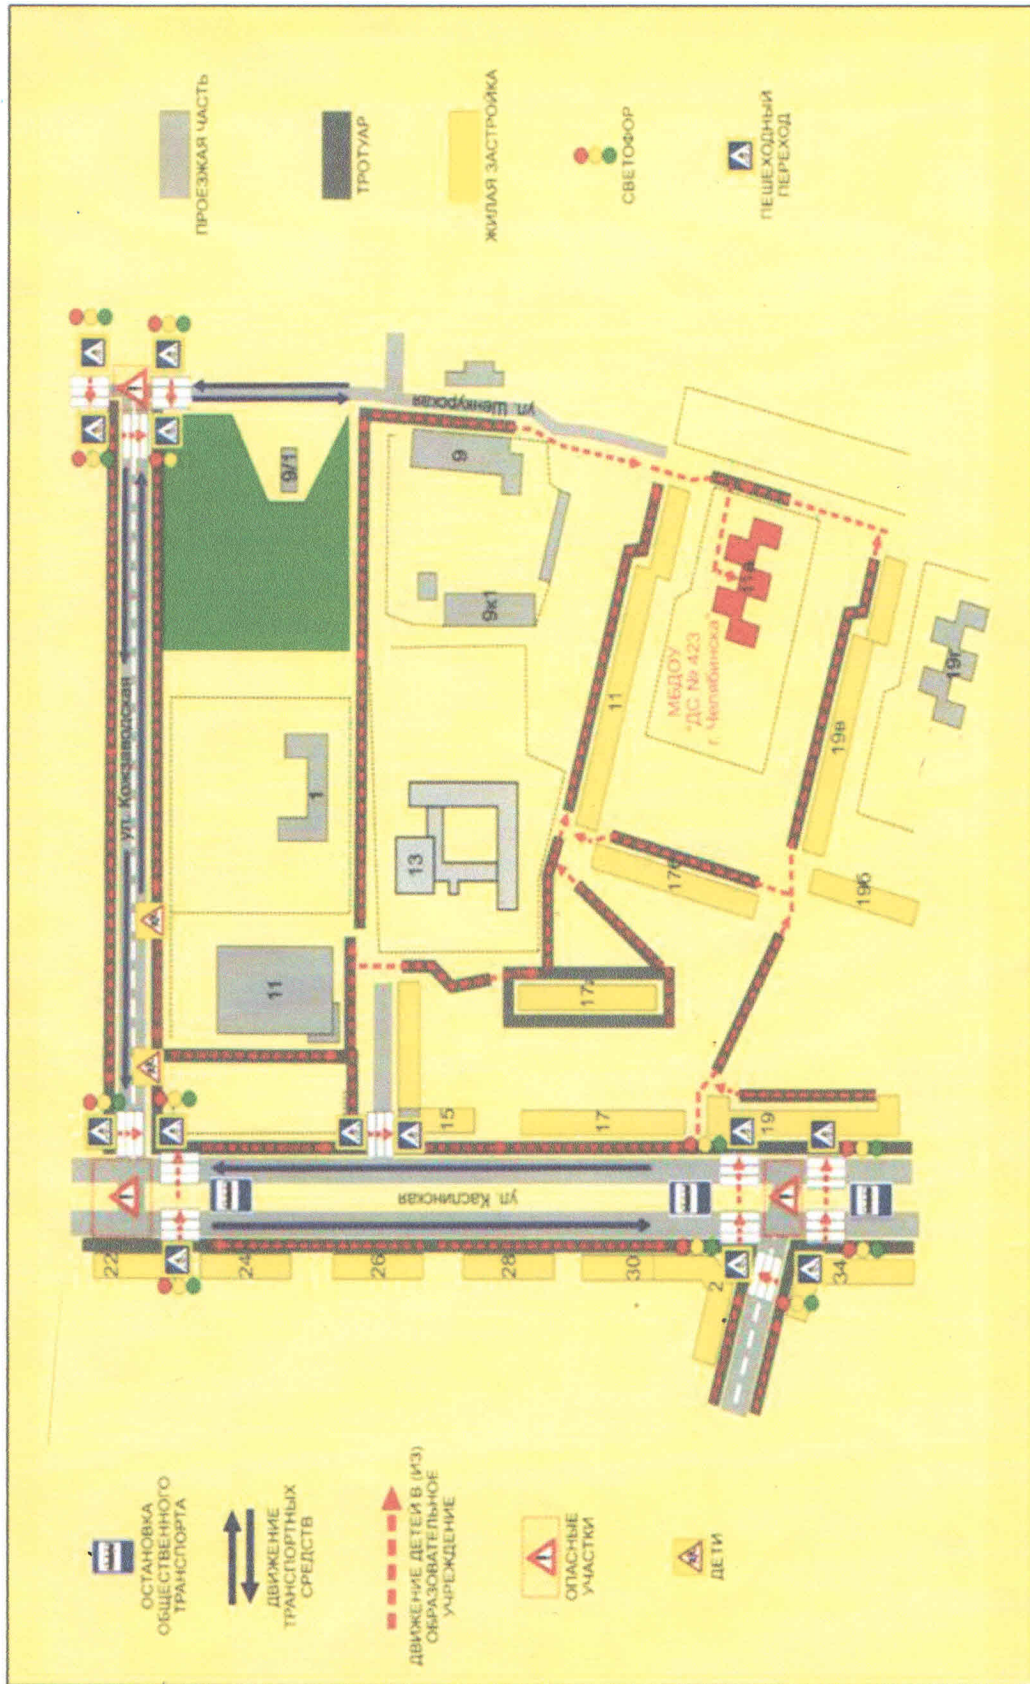 ОСТАНОВКА
ОБЩЕСТВЕННОГО
ТРАНСПОРТА
ДВИЖЕНИЕ
ТРАНСПОРТНЫХ
СРЕДСТВ
ДВИЖЕНИЕ ДЕТЕЙ В (ИЗ)
ОБРАЗОВАТЕЛЬНОЕ
УЧРЕЖДЕНИЕ
ОПАСНЫЕ
УЧАСТКИ
ДЕТИ
22
24
26
28
30
2
34
ул. Каслинская
15
17
19
17а
11
13
1
ул. Кожзаводская
9/1
9
9к1
ул. Шенкурская
11
19б
19в
19г
МБДОУ
"ДС № 423
г. Челябинска"
11а
ПРОЕЗЖАЯ ЧАСТЬ
ТРОТУАР
ЖИЛАЯ ЗАСТРОЙКА
СВЕТОФОР
ПЕШЕХОДНЫЙ
ПЕРЕХОД